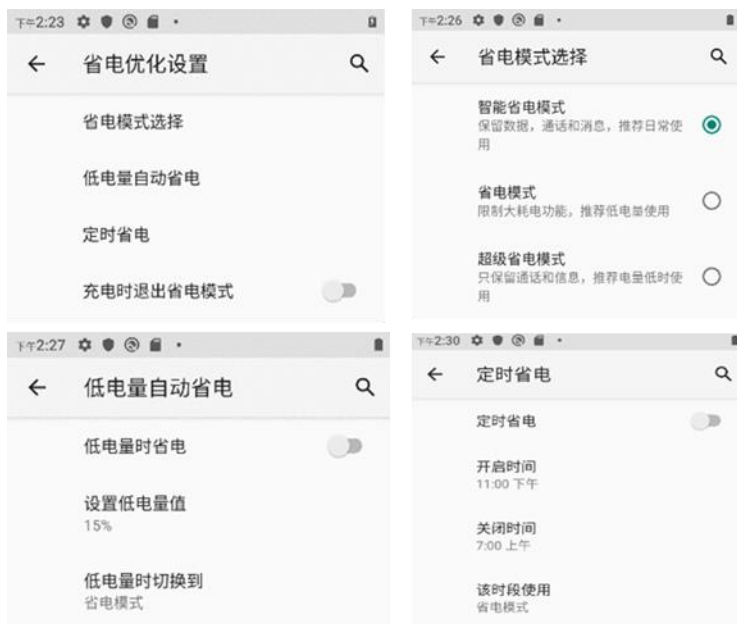 下午2:23
省电优化设置
省电模式选择
低电量自动省电
定时省电
充电时退出省电模式
下午2:26
省电模式选择
智能省电模式
保留数据，通话和消息，推荐日常使
用
省电模式
限制大耗电功能，推荐低电量使用
超级省电模式
只保留通话和信息，推荐电量低时使
用
下午2:27
低电量自动省电
低电量时省电
设置低电量值
15%
低电量时切换到
省电模式
下午2:30
定时省电
定时省电
开启时间
11:00 下午
关闭时间
7:00 上午
该时段使用
省电模式